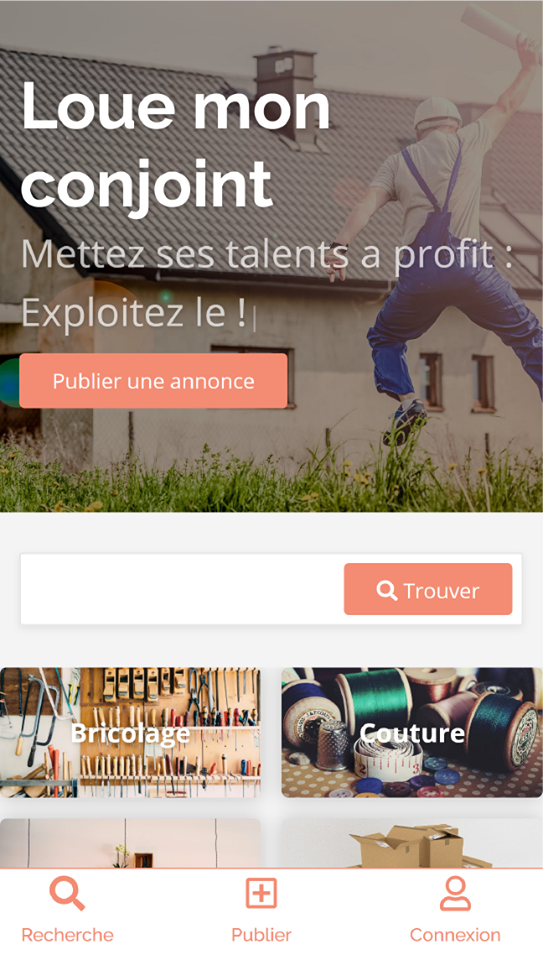 Loue mon
conjoint
Mettez ses talents a profit :
Exploitez le !
Publier une annonce
Trouver
Bricolage
Couture
Recherche
Publier
Connexion